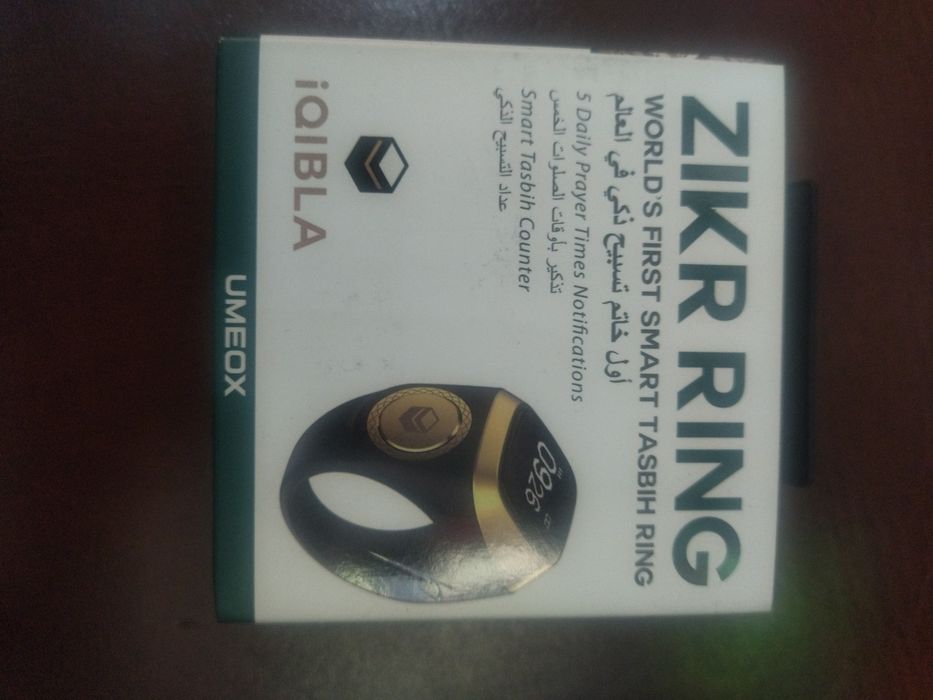 ZIKR RING
WORLD'S FIRST SMART TASBIH RING
أول خاتم تسبيح ذكي في العالم
5 Daily Prayer Times Notifications
تذكير بأوقات الصلوات الخمس
Smart Tasbih Counter
عداد التسبيح الذكي
0926
iQIBLA
UMEOX